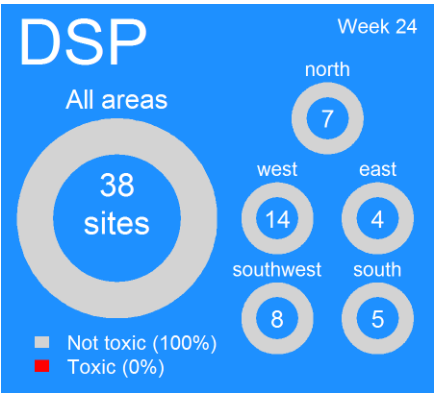 DSP
Week 24
All areas
38
sites
north
7
west
14
east
4
southwest
8
south
5
Not toxic (100%)
Toxic (0%)